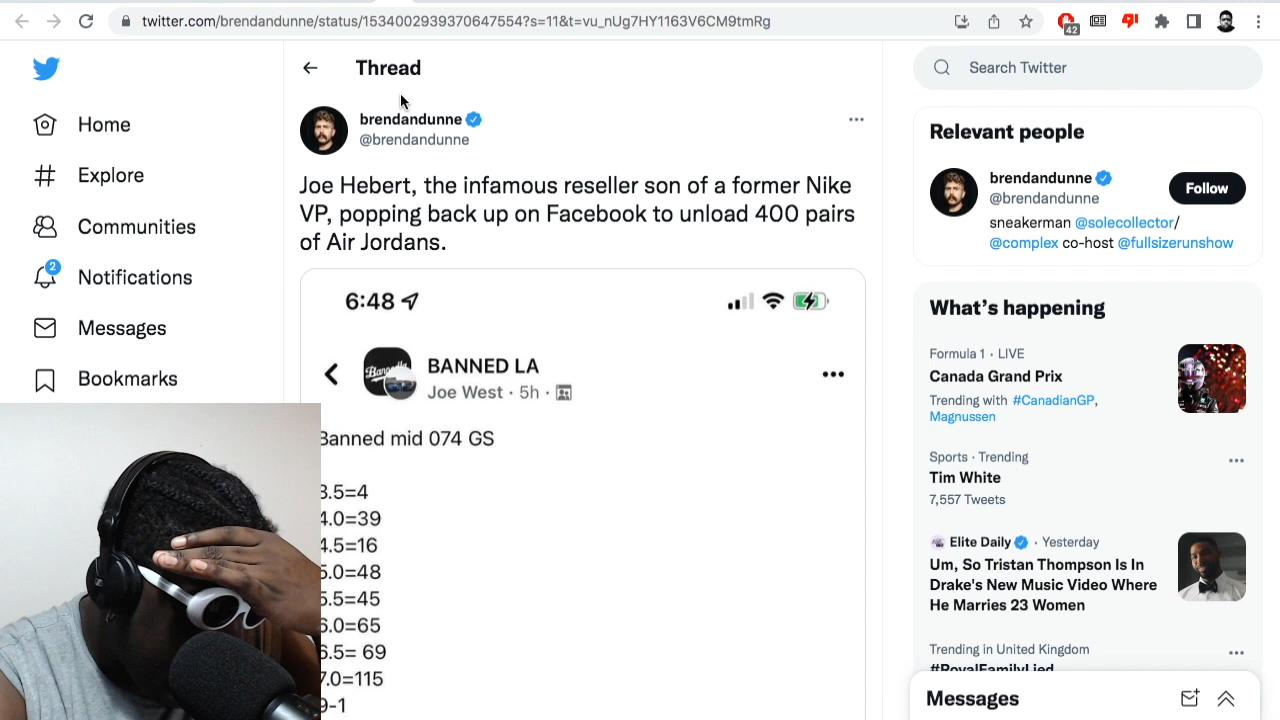 twitter.com/brendandunne/status/1534002939370647554?s=11&t=vu_nUg7HY1163V6CM9tmRg
42
Home
Explore
Communities
2
Notifications
Messages
Bookmarks
Thread
brendandunne
@brendandunne
Joe Hebert, the infamous reseller son of a former Nike
VP, popping back up on Facebook to unload 400 pairs
of Air Jordans.
6:48
BANNED LA
Joe West · 5h ·
Banned mid 074 GS
3.5=4
4.0=39
4.5=16
5.0=48
5.5=45
6.0=65
6.5= 69
7.0=115
9-1
Search Twitter
Relevant people
brendandunne
@brendandunne
Follow
sneakerman @solecollector/
@complex co-host @fullsizerunshow
What's happening
Formula 1 · LIVE
Canada Grand Prix
Trending with #CanadianGP,
Magnussen
Sports · Trending
Tim White
7,557 Tweets
Elite Daily · Yesterday
Um, So Tristan Thompson Is In
Drake's New Music Video Where
He Marries 23 Women
Trending in United Kingdom
#RoyalFamilyLied
Messages